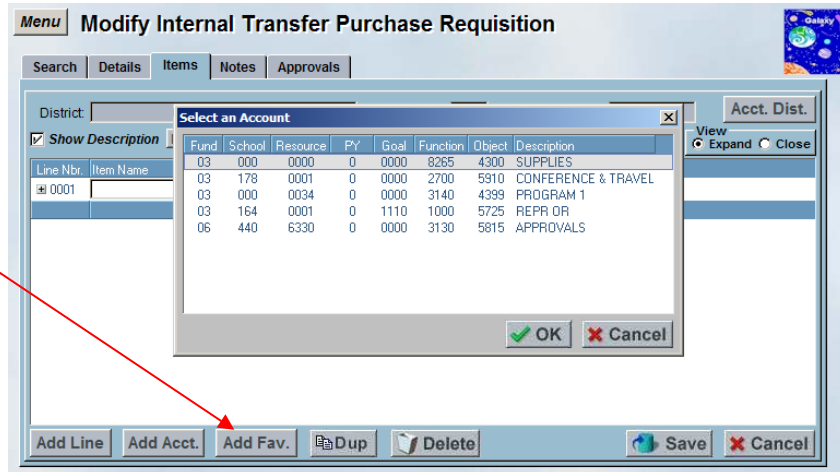 Menu Modify Internal Transfer Purchase Requisition
Galaxy
Search Details Items Notes Approvals
District: Acct. Dist.
Select an Account
Show Description View
Expand Close
Fund School Resource PY Goal Function Object Description
Line Nbr. Item Name
03 000 0000 0 0000 8265 4300 SUPPLIES
03 178 0001 0 0000 2700 5910 CONFERENCE & TRAVEL
0001
03 000 0034 0 0000 3140 4399 PROGRAM 1
03 164 0001 0 1110 1000 5725 REPR OR
06 440 6330 0 0000 3130 5815 APPROVALS
OK Cancel
Add Line Add Acct. Add Fav. Dup Delete Save Cancel